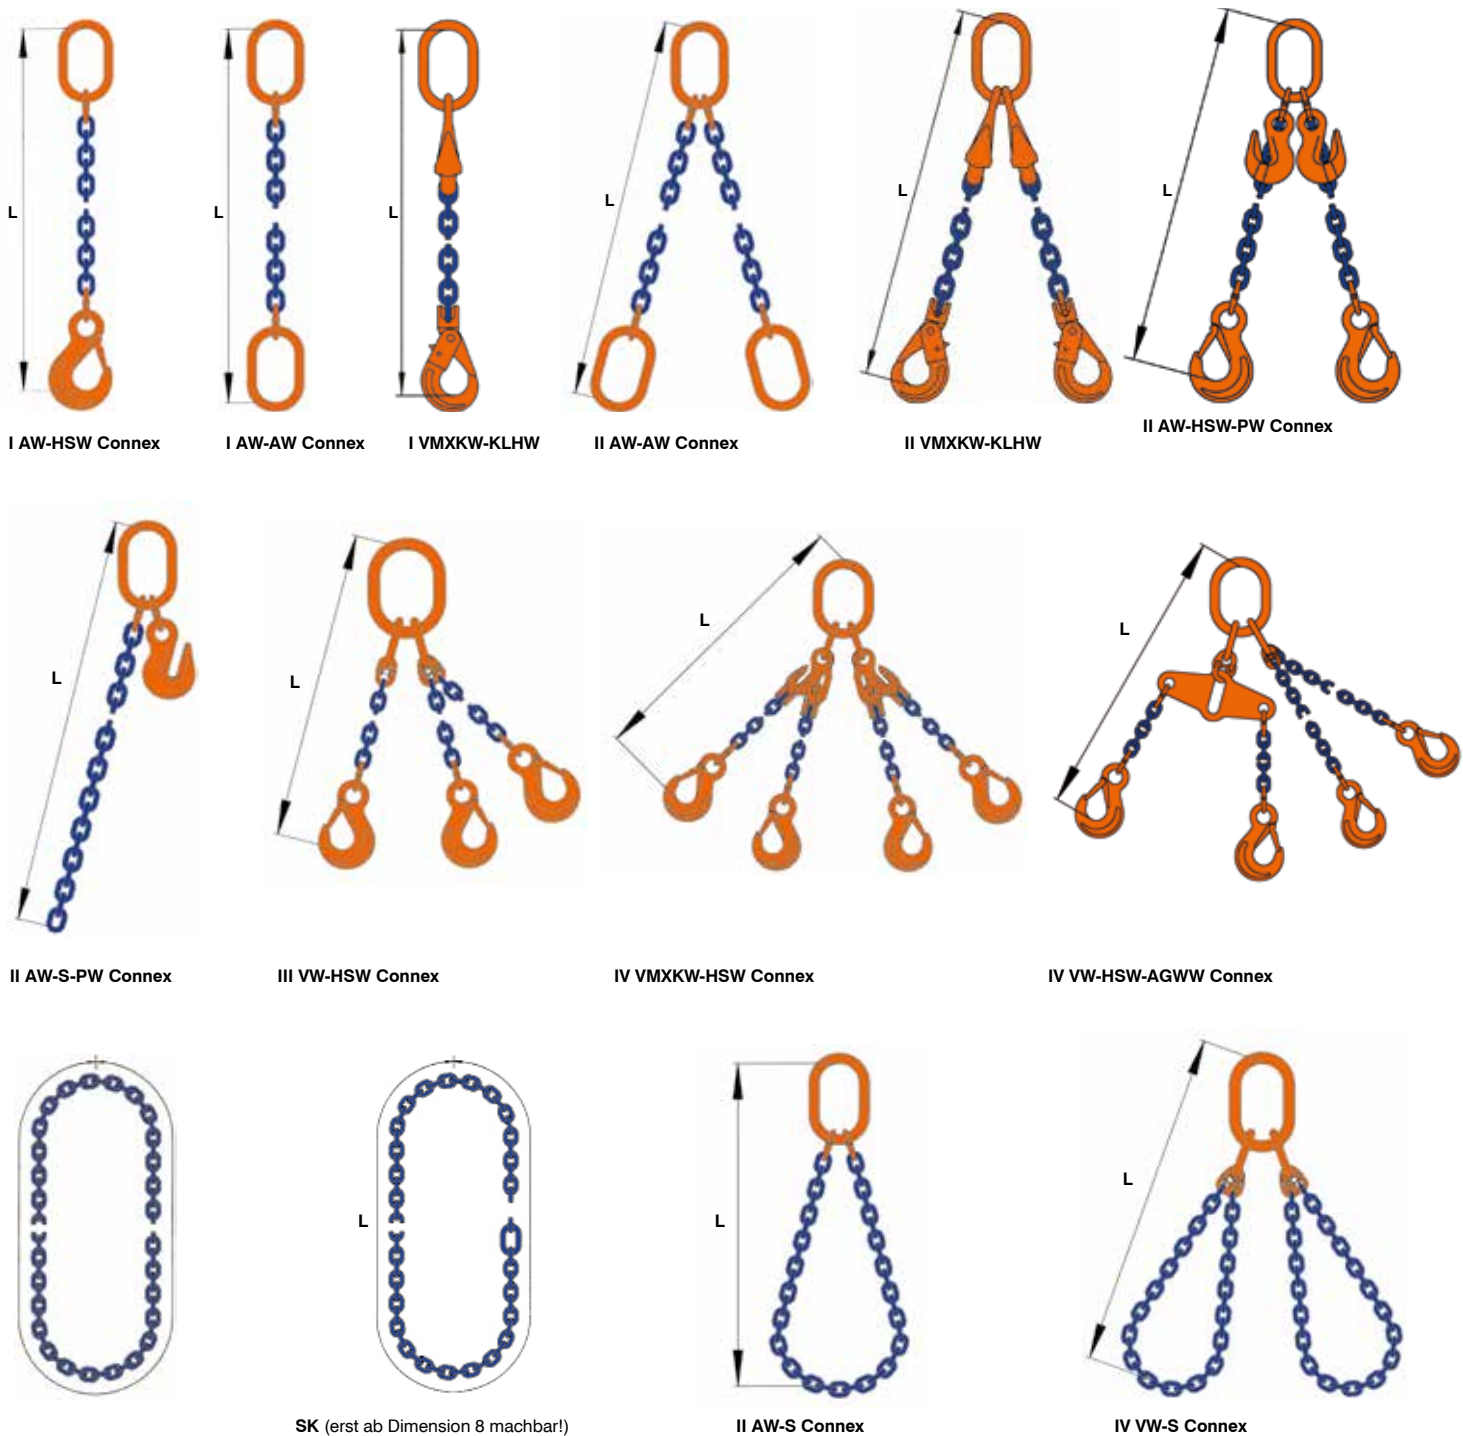 L
L
L
L
L
L
I AW-HSW Connex
I AW-AW Connex
I VMXKW-KLHW
II AW-AW Connex
II VMXKW-KLHW
II AW-HSW-PW Connex
L
L
L
L
II AW-S-PW Connex
III VW-HSW Connex
IV VMXKW-HSW Connex
IV VW-HSW-AGWW Connex
L
L
L
SK (erst ab Dimension 8 machbar!)
II AW-S Connex
IV VW-S Connex